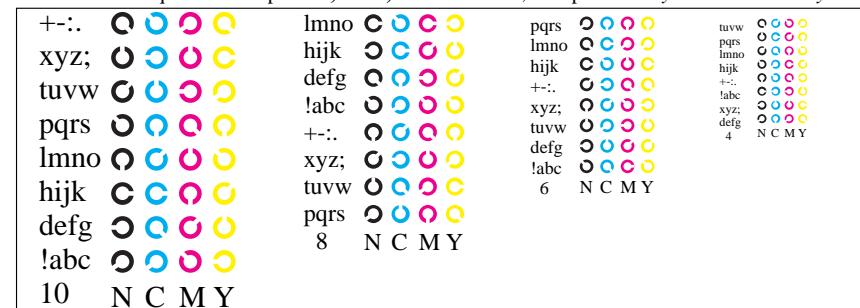 +-:.
xyz;
tuvw
pqrs
lmno
hijk
defg
!abc
10 N C M Y
lmno
hijk
defg
!abc
+-:.
xyz;
tuvw
pqrs
8 N C M Y
pqrs
lmno
hijk
+-:.
xyz;
tuvw
defg
!abc
6 N C M Y
tuvw
pqrs
lmno
hijk
+-:.
!abc
xyz;
defg
4 N C M Y